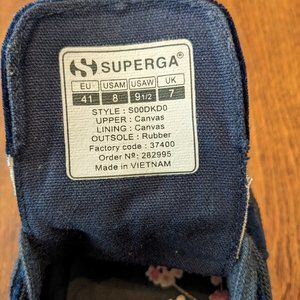 SUPERGA®
EU USAM USAW UK
41 8 9 1/2 7
STYLE : S00DKD0
UPPER : Canvas
LINING : Canvas
OUTSOLE : Rubber
Factory code : 37400
Order Nº: 282995
Made in VIETNAM